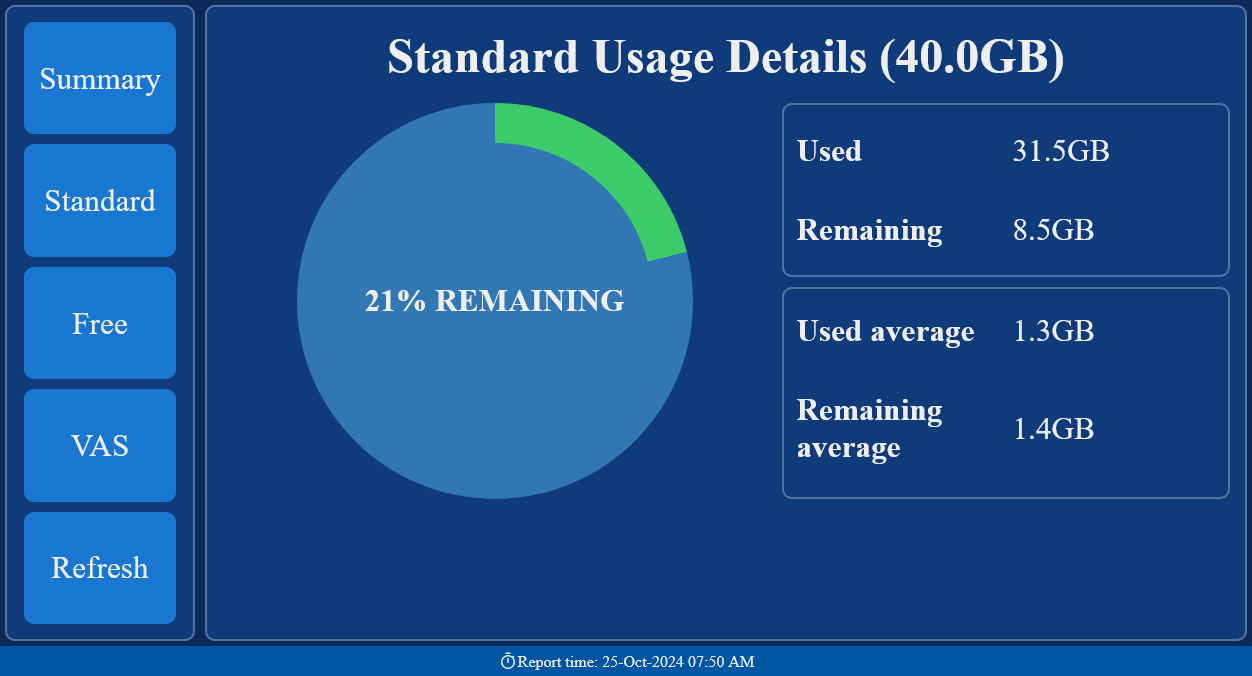 Summary
Standard
Free
VAS
Refresh
Standard Usage Details (40.0GB)
21% REMAINING
Used 31.5GB
Remaining 8.5GB
Used average 1.3GB
Remaining
average 1.4GB
Report time: 25-Oct-2024 07:50 AM